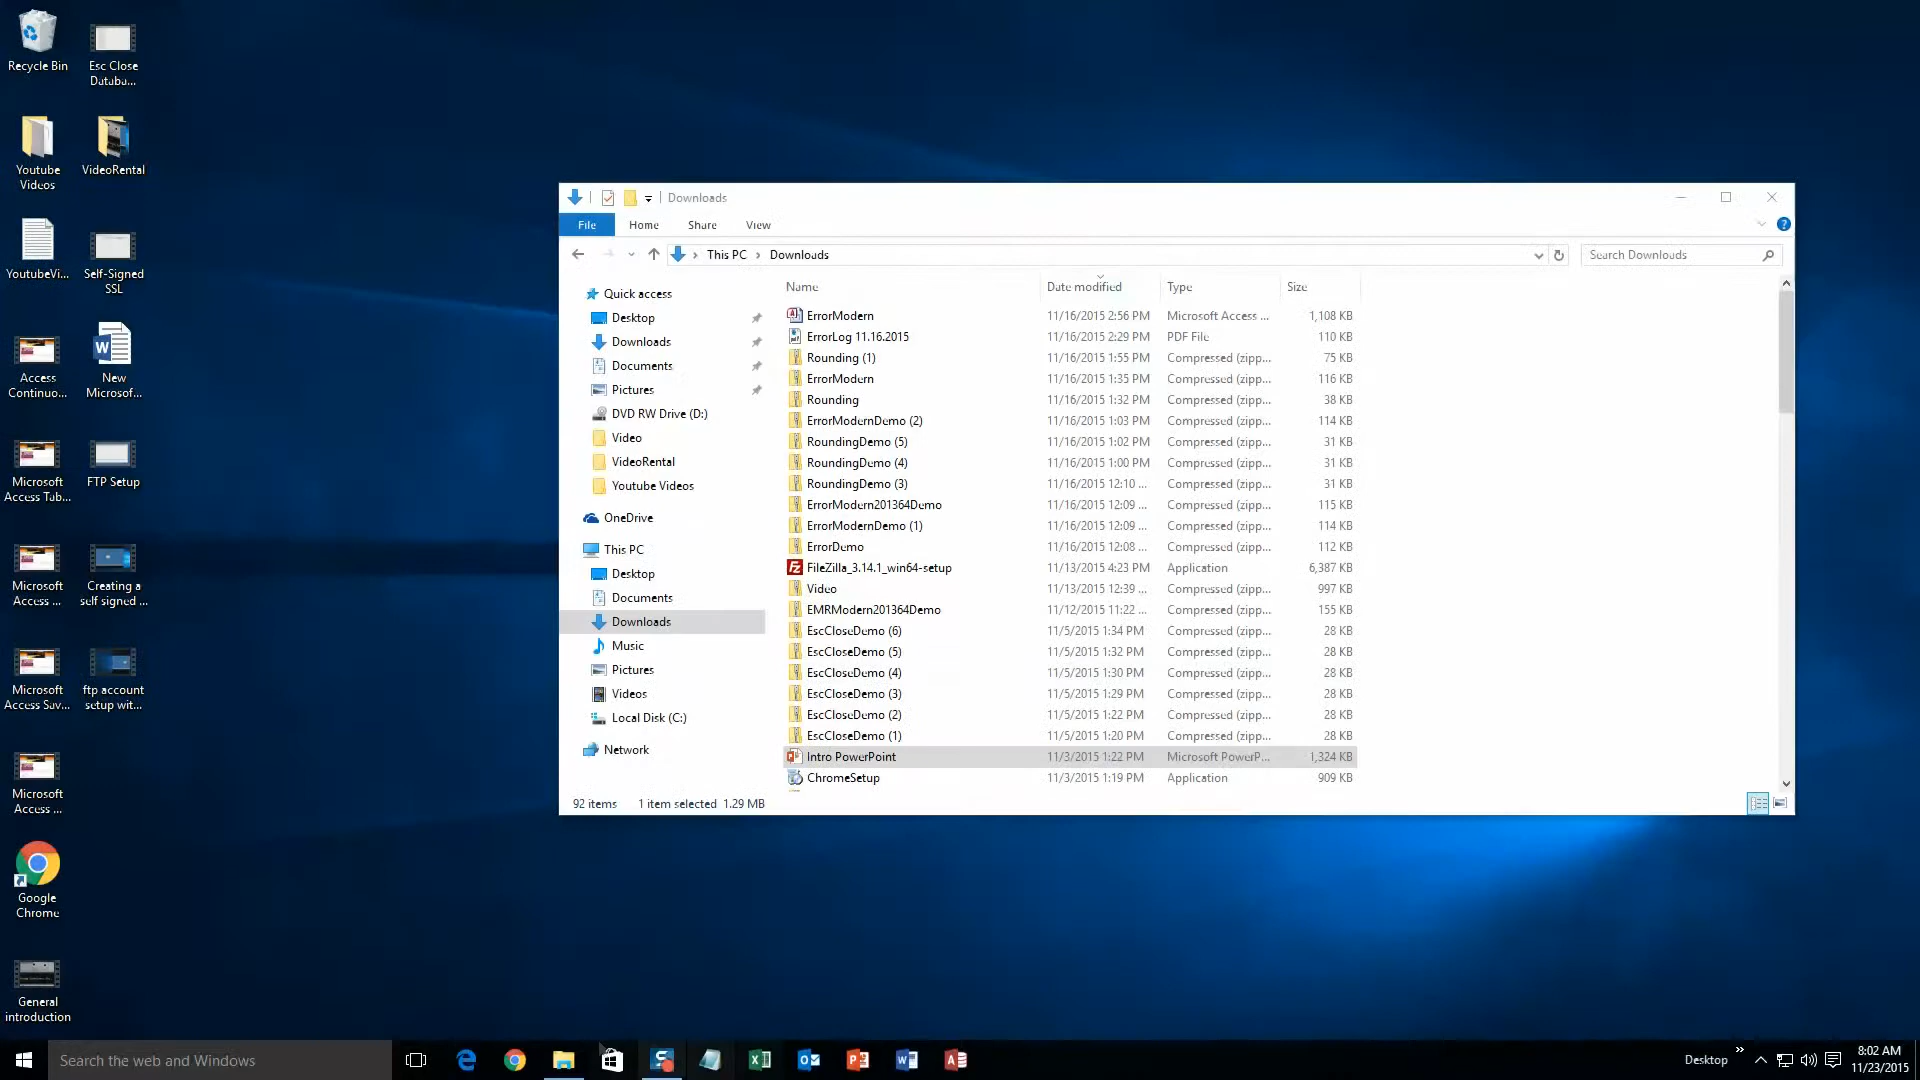 Recycle Bin
Esc Close
Databa...
Youtube
Videos
VideoRental
YoutubeVi...
Self-Signed
SSL
Access
Continuo...
New
Microsof...
Microsoft
Access Tab...
FTP Setup
Microsoft
Access ...
Creating a
self signed ...
Microsoft
Access Sav...
ftp account
setup wit...
Microsoft
Access ...
Google
Chrome
General
introduction
Downloads
File Home Share View
This PC Downloads Search Downloads
Quick access
Desktop
Downloads
Documents
Pictures
DVD RW Drive (D:)
Video
VideoRental
Youtube Videos
OneDrive
This PC
Desktop
Documents
Downloads
Music
Pictures
Videos
Local Disk (C:)
Network
Name Date modified Type Size
ErrorModern 11/16/2015 2:56 PM Microsoft Access ... 1,108 KB
ErrorLog 11.16.2015 11/16/2015 2:29 PM PDF File 110 KB
Rounding (1) 11/16/2015 1:55 PM Compressed (zipp... 75 KB
ErrorModern 11/16/2015 1:35 PM Compressed (zipp... 116 KB
Rounding 11/16/2015 1:32 PM Compressed (zipp... 38 KB
ErrorModernDemo (2) 11/16/2015 1:03 PM Compressed (zipp... 114 KB
RoundingDemo (5) 11/16/2015 1:02 PM Compressed (zipp... 31 KB
RoundingDemo (4) 11/16/2015 1:00 PM Compressed (zipp... 31 KB
RoundingDemo (3) 11/16/2015 12:10 ... Compressed (zipp... 31 KB
ErrorModern201364Demo 11/16/2015 12:09 ... Compressed (zipp... 115 KB
ErrorModernDemo (1) 11/16/2015 12:09 ... Compressed (zipp... 114 KB
ErrorDemo 11/16/2015 12:08 ... Compressed (zipp... 112 KB
FileZilla_3.14.1_win64-setup 11/13/2015 4:23 PM Application 6,387 KB
Video 11/13/2015 12:39 ... Compressed (zipp... 997 KB
EMRModern201364Demo 11/12/2015 11:22 ... Compressed (zipp... 155 KB
EscCloseDemo (6) 11/5/2015 1:34 PM Compressed (zipp... 28 KB
EscCloseDemo (5) 11/5/2015 1:32 PM Compressed (zipp... 28 KB
EscCloseDemo (4) 11/5/2015 1:30 PM Compressed (zipp... 28 KB
EscCloseDemo (3) 11/5/2015 1:29 PM Compressed (zipp... 28 KB
EscCloseDemo (2) 11/5/2015 1:22 PM Compressed (zipp... 28 KB
EscCloseDemo (1) 11/5/2015 1:20 PM Compressed (zipp... 28 KB
Intro PowerPoint 11/3/2015 1:22 PM Microsoft PowerP... 1,324 KB
ChromeSetup 11/3/2015 1:19 PM Application 909 KB
92 items 1 item selected 1.29 MB
Search the web and Windows
Desktop
8:02 AM
11/23/2015